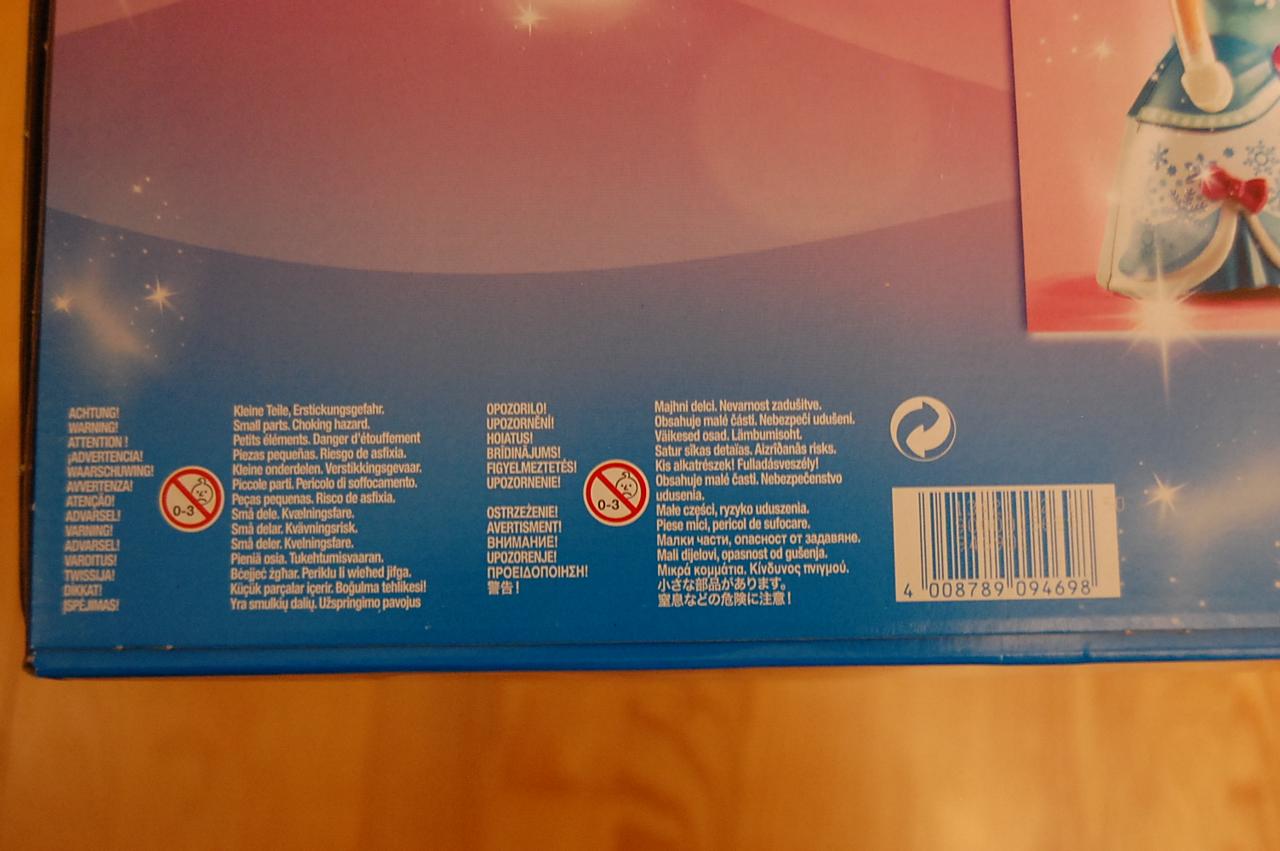 ACHTUNG!
WARNING!
ATTENTION !
¡ADVERTENCIA!
WAARSCHUWING!
AVVERTENZA!
ATENÇÃO!
ADVARSEL!
VARNING!
ADVARSEL!
VAROITUS!
TWISSIJA!
DIKKAT!
ĮSPĖJIMAS!
0-3
Kleine Teile, Erstickungsgefahr.
Small parts. Choking hazard.
Petits éléments. Danger d'étouffement
Piezas pequeñas. Riesgo de asfixia.
Kleine onderdelen. Verstikkingsgevaar.
Piccole parti. Pericolo di soffocamento.
Peças pequenas. Risco de asfixia.
Små dele. Kvælningsfare.
Små delar. Kvävningsrisk.
Små deler. Kvelningsfare.
Pieniä osia. Tukehtumisvaaran.
Bċejjeċ żgħar. Periklu li wieħed jifga.
Küçük parçalar içerir. Boğulma tehlikesi!
Yra smulkių dalių. Užspringimo pavojus
OPOZORILO!
UPOZORNĚNÍ!
HOIATUS!
BRĪDINĀJUMS!
FIGYELMEZTETÉS!
UPOZORNENIE!
OSTRZEŻENIE!
AVERTISMENT!
ВНИМАНИЕ!
UPOZORENJE!
ΠΡΟΕΙΔΟΠΟΙΗΣΗ!
警告！
0-3
Majhni delci. Nevarnost zadušitve.
Obsahuje malé části. Nebezpečí udušení.
Väikesed osad. Lämbumisoht.
Satur sīkas detaļas. Aizrīšanās risks.
Kis alkatrészek! Fulladásveszély!
Obsahuje malé časti. Nebezpečenstvo
udusenia.
Małe części, ryzyko uduszenia.
Piese mici, pericol de sufocare.
Малки части, опасност от задавяне.
Mali dijelovi, opasnost od gušenja.
Μικρά κομμάτια. Κίνδυνος πνιγμού.
小さな部品があります。
窒息などの危険に注意！
4 008789 094698